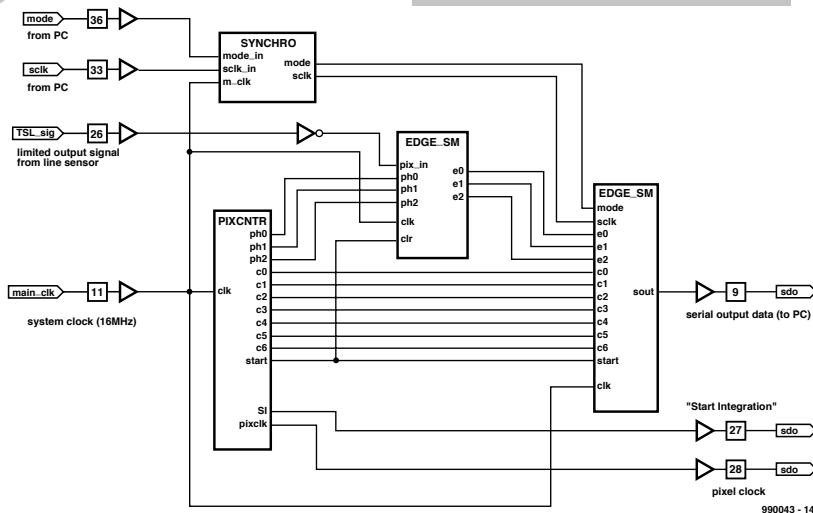 mode
36
from PC
sclk
33
from PC
SYNCHRO
mode_in
sclk_in
m_clk
mode
sclk
TSL_sig
26
limited output signal
from line sensor
EDGE_SM
pix_in
ph0
ph1
ph2
clk
clr
e0
e1
e2
PIXCNTR
clk
ph0
ph1
ph2
c0
c1
c2
c3
c4
c5
c6
start
SI
pixclk
main_clk
11
system clock (16MHz)
EDGE_SM
mode
sclk
e0
e1
e2
c0
c1
c2
c3
c4
c5
c6
start
clk
sout
9
sdo
serial output data (to PC)
"Start Integration"
27
sdo
28
sdo
pixel clock
990043 - 14